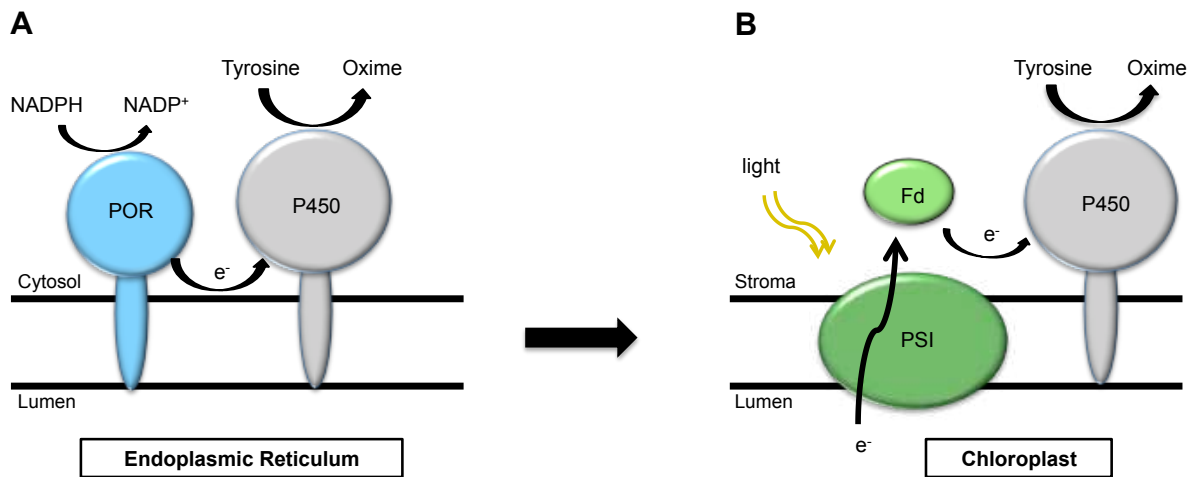 A
Tyrosine Oxime
NADPH NADP⁺
POR
P450
e⁻
Cytosol
Lumen
Endoplasmic Reticulum
B
Tyrosine Oxime
light
Fd
P450
e⁻
Stroma
PSI
Lumen
e⁻
Chloroplast